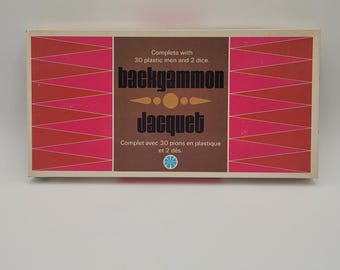 Complete with
30 plastic men and 2 dice.
backgammon
Jacquet
Complet avec 30 pions en plastique
et 2 dés.